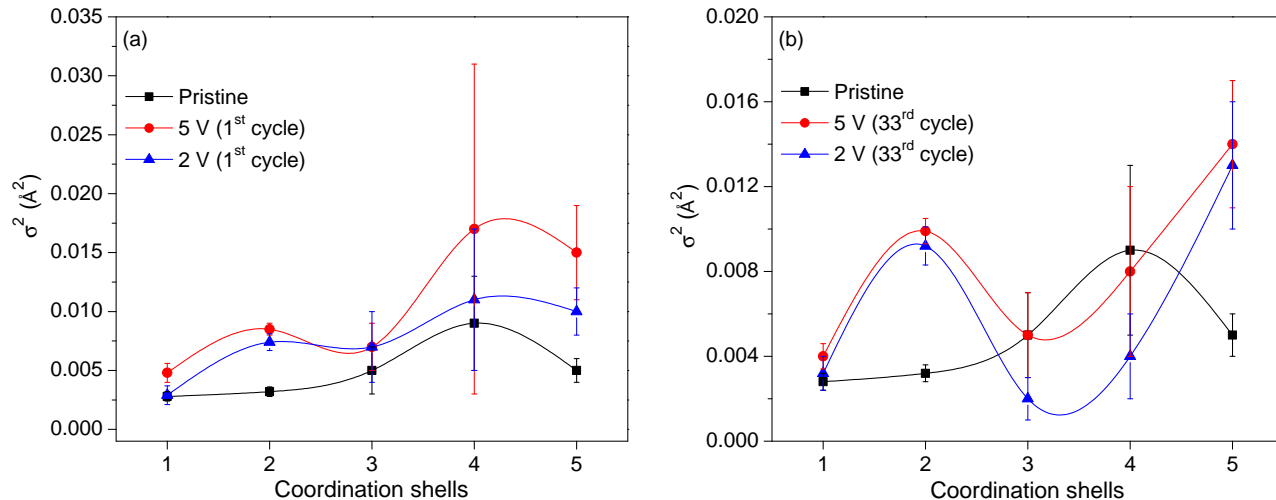 (a)
Pristine
5 V (1st cycle)
2 V (1st cycle)
σ² (Å²)
0.035
0.030
0.025
0.020
0.015
0.010
0.005
0.000
1 2 3 4 5
Coordination shells
(b)
Pristine
5 V (33rd cycle)
2 V (33rd cycle)
σ² (Å²)
0.020
0.016
0.012
0.008
0.004
0.000
1 2 3 4 5
Coordination shells